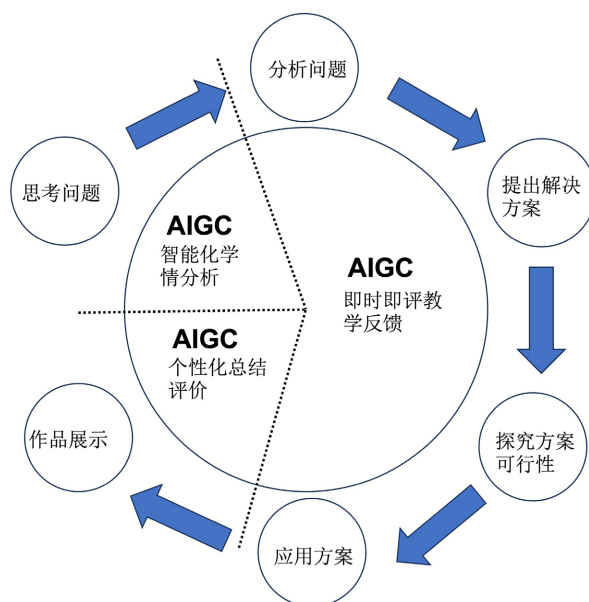 分析问题
提出解决
方案
思考问题
AIGC
智能化学
情分析
AIGC
即时即评教
学反馈
AIGC
个性化总结
评价
作品展示
探究方案
可行性
应用方案